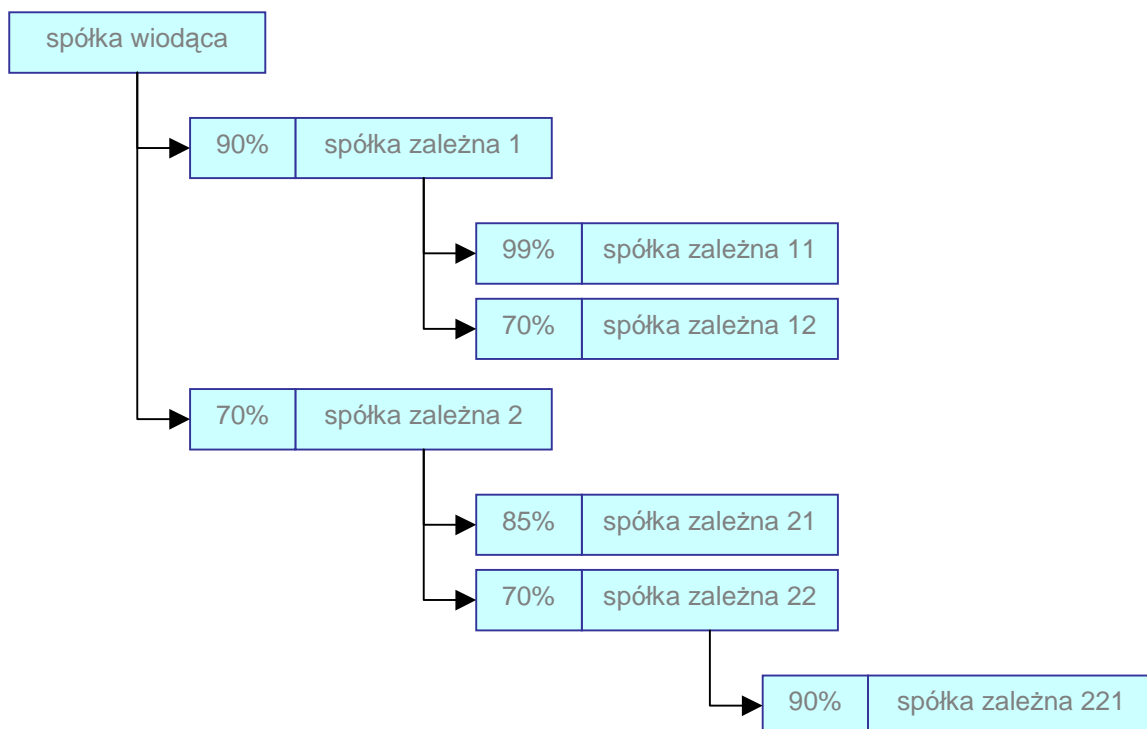 spółka wiodąca
90% spółka zależna 1
99% spółka zależna 11
70% spółka zależna 12
70% spółka zależna 2
85% spółka zależna 21
70% spółka zależna 22
90% spółka zależna 221